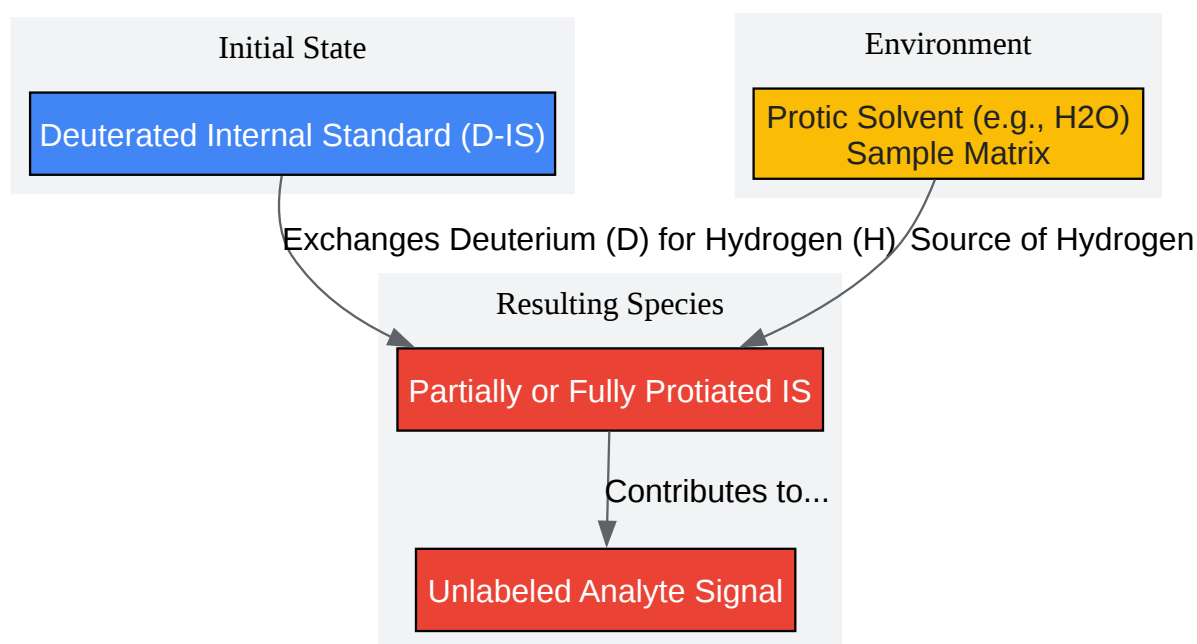 Initial State
Environment
Deuterated Internal Standard (D-IS)
Protic Solvent (e.g., H2O)
Sample Matrix
Exchanges Deuterium (D) for Hydrogen (H)
Source of Hydrogen
Resulting Species
Partially or Fully Protiated IS
Contributes to...
Unlabeled Analyte Signal